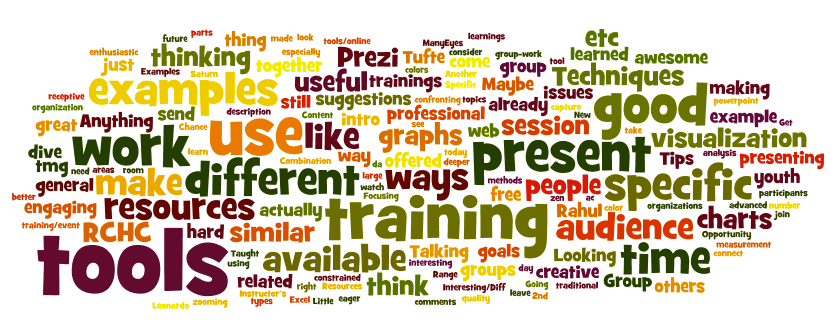 future parts
enthusiastic thing made look tools/online ManyEyes learnings etc
just thinking especially Prezi Tufte consider group-work learned awesome
receptive Examples Saturn together colors come Another Specific group tool Techniques
examples useful trainings Maybe issues making
organization send description still suggestions confronting topics already good powerpoint
great Anything Chance Content intro professional capture New example Get
work use like graphs web session take visualization
dive learn Combination way da offered today deeper present Tips analysis presenting
tmg need areas room large
general make different watch ways methods free people specific youth
better Focusing zen ac participants
engaging resources actually training Rahul color organizations advanced number
training/event audience charts join
RCHC hard similar Opportunity
tools Taught using available Talking goals Looking time measurement connect
related constrained interesting groups day creative
Instructor's right Resources think Range Interesting/Diff Going traditional Group others
Leonardo zooming types Excel Little eager comments quality leave 2nd